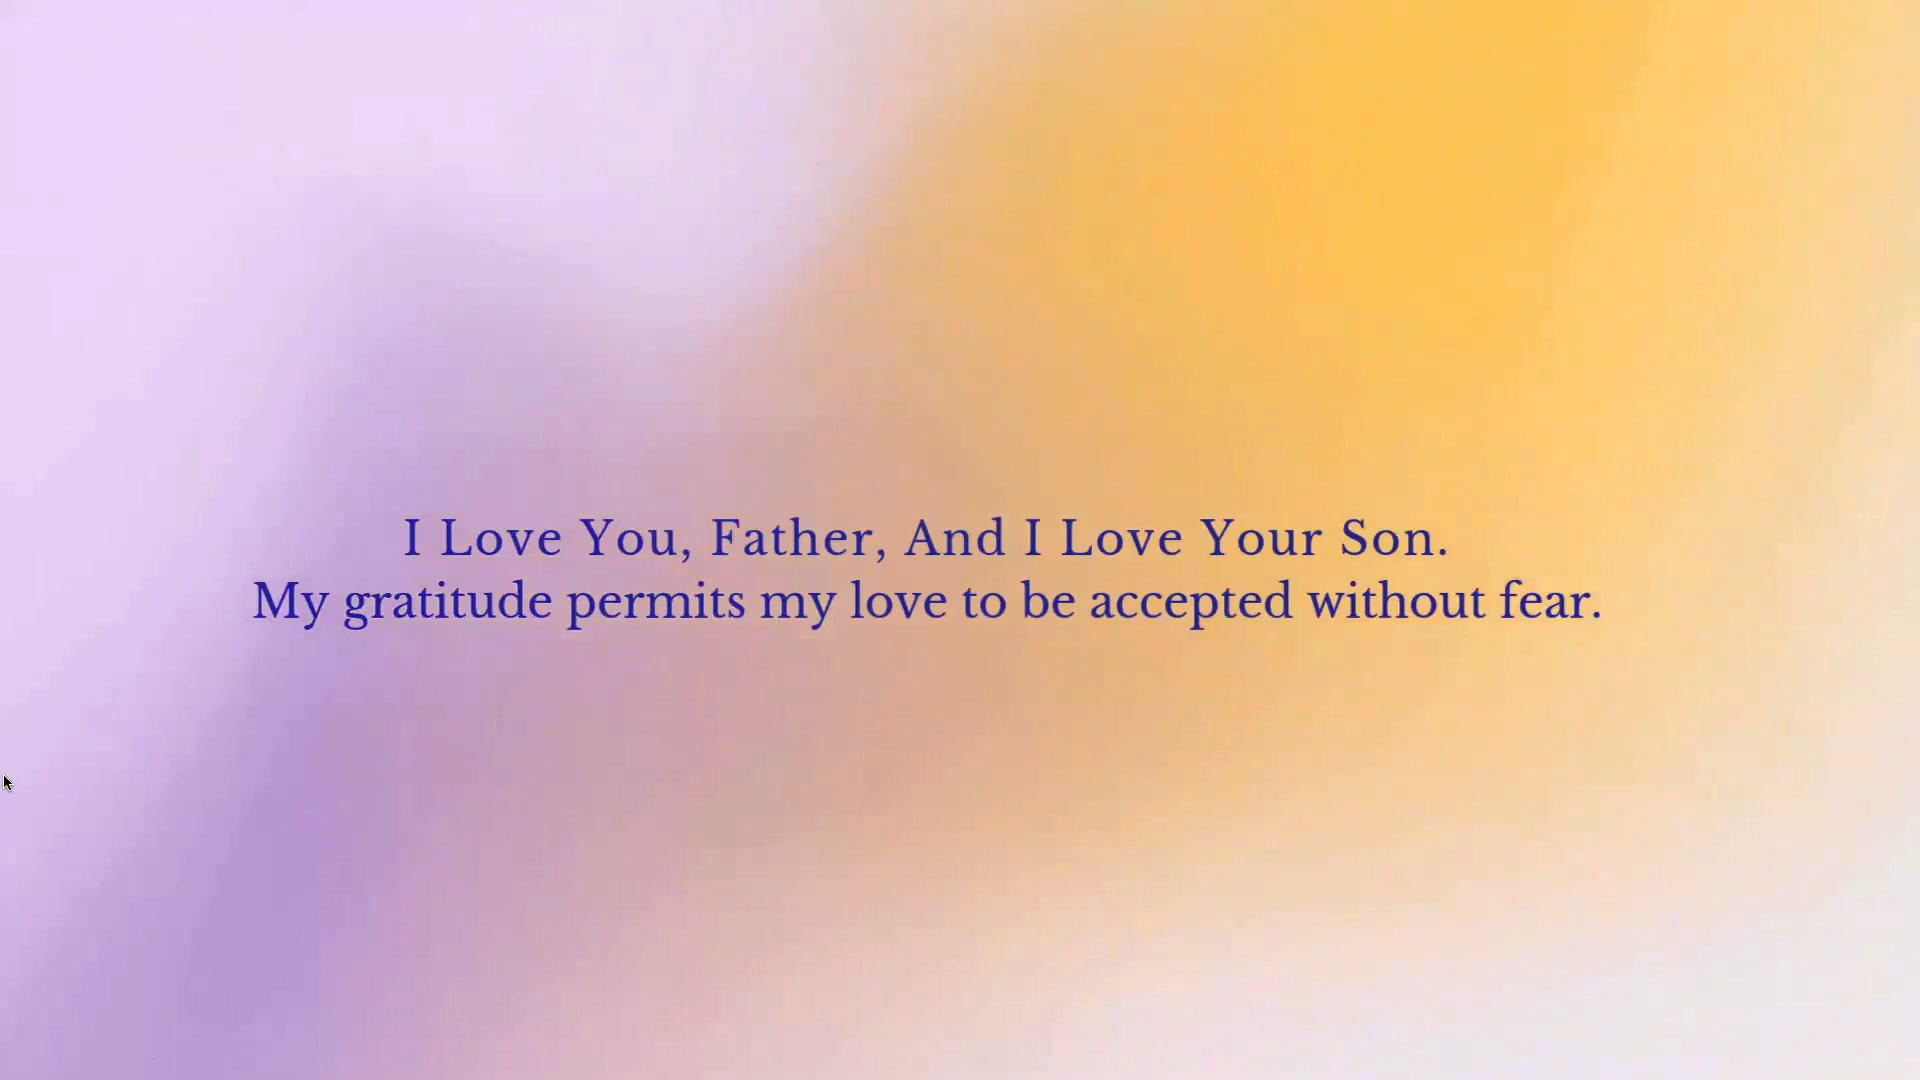 I Love You, Father, And I Love Your Son.
My gratitude permits my love to be accepted without fear.